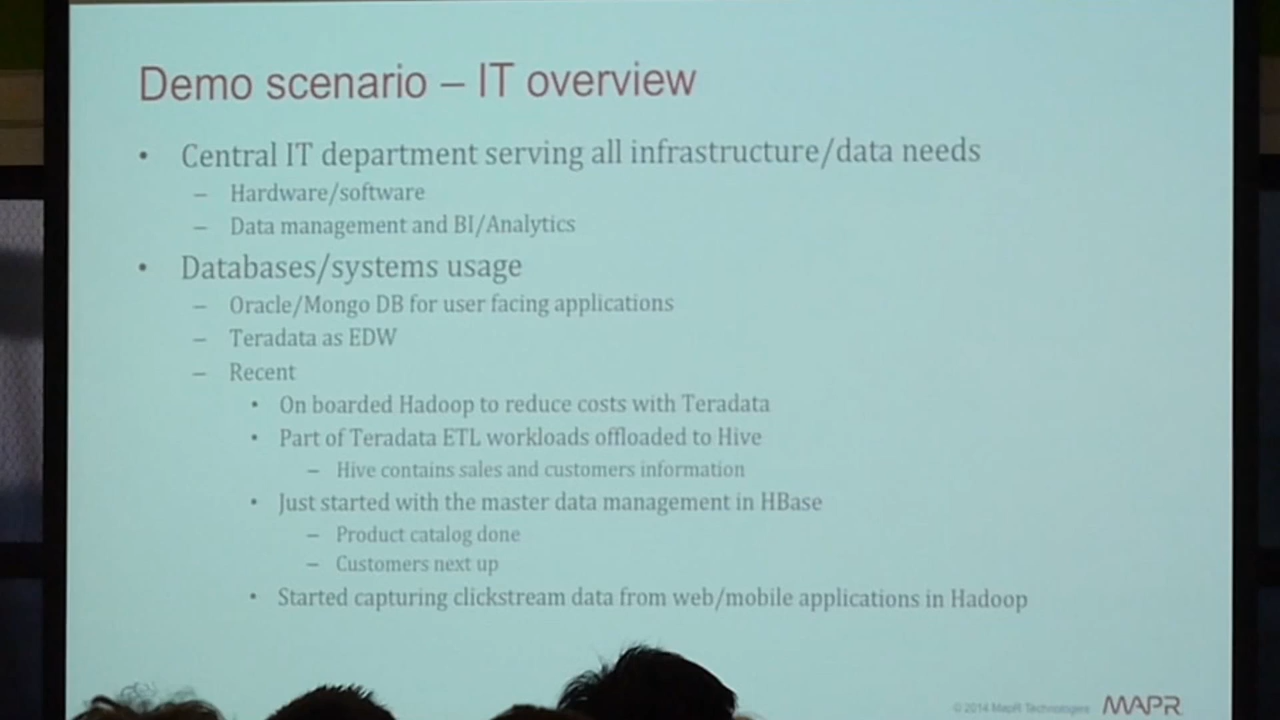 Demo scenario – IT overview
• Central IT department serving all infrastructure/data needs
– Hardware/software
– Data management and BI/Analytics
• Databases/systems usage
– Oracle/Mongo DB for user facing applications
– Teradata as EDW
– Recent
• On boarded Hadoop to reduce costs with Teradata
• Part of Teradata ETL workloads offloaded to Hive
– Hive contains sales and customers information
• Just started with the master data management in HBase
– Product catalog done
– Customers next up
• Started capturing clickstream data from web/mobile applications in Hadoop
© 2014 MapR Technologies MAPR